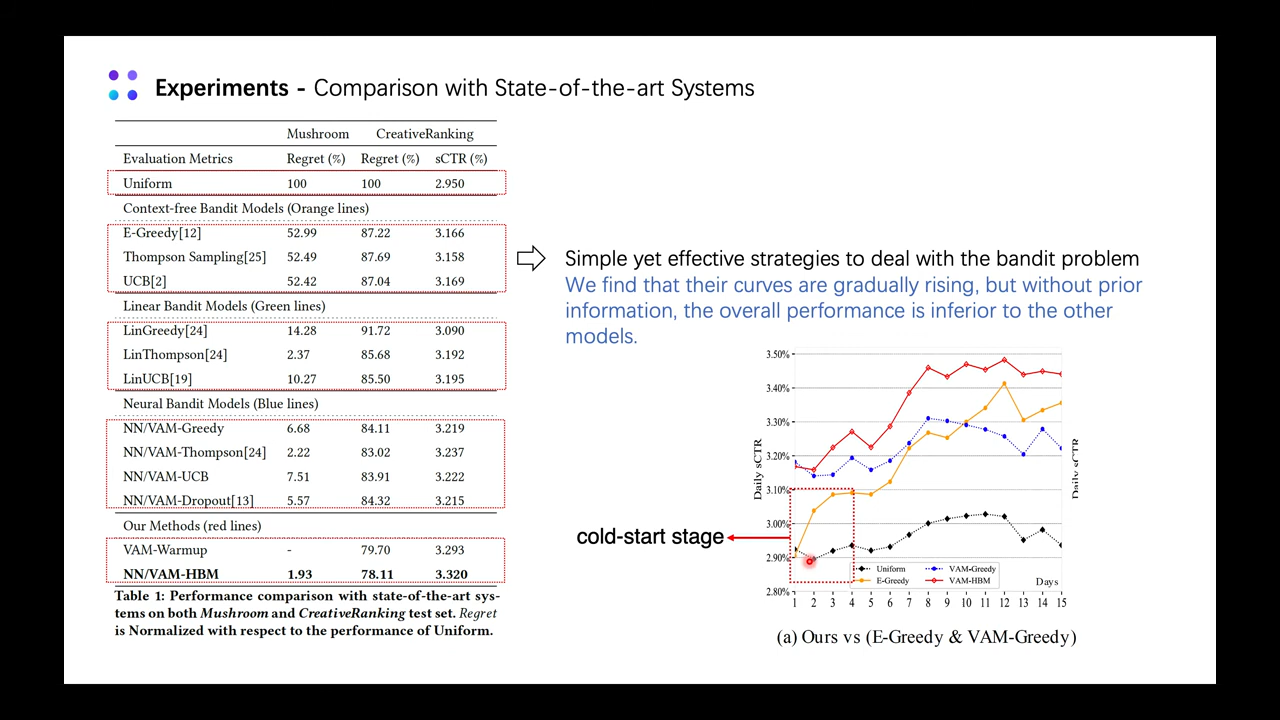 Experiments - Comparison with State-of-the-art Systems
Mushroom CreativeRanking
Evaluation Metrics Regret (%) Regret (%) sCTR (%)
Uniform 100 100 2.950
Context-free Bandit Models (Orange lines)
E-Greedy[12] 52.99 87.22 3.166
Thompson Sampling[25] 52.49 87.69 3.158
UCB[2] 52.42 87.04 3.169
Linear Bandit Models (Green lines)
LinGreedy[24] 14.28 91.72 3.090
LinThompson[24] 2.37 85.68 3.192
LinUCB[19] 10.27 85.50 3.195
Neural Bandit Models (Blue lines)
NN/VAM-Greedy 6.68 84.11 3.219
NN/VAM-Thompson[24] 2.22 83.02 3.237
NN/VAM-UCB 7.51 83.91 3.222
NN/VAM-Dropout[13] 5.57 84.32 3.215
Our Methods (red lines)
VAM-Warmup - 79.70 3.293
NN/VAM-HBM 1.93 78.11 3.320
Table 1: Performance comparison with state-of-the-art sys-
tems on both Mushroom and CreativeRanking test set. Regret
is Normalized with respect to the performance of Uniform.
Simple yet effective strategies to deal with the bandit problem
We find that their curves are gradually rising, but without prior
information, the overall performance is inferior to the other
models.
cold-start stage
Daily sCTR
3.50%
3.40%
3.30%
3.20%
3.10%
3.00%
2.90%
2.80%
Uniform VAM-Greedy
E-Greedy VAM-HBM
Days
1 2 3 4 5 6 7 8 9 10 11 12 13 14 15
Daily sCTR
(a) Ours vs (E-Greedy & VAM-Greedy)